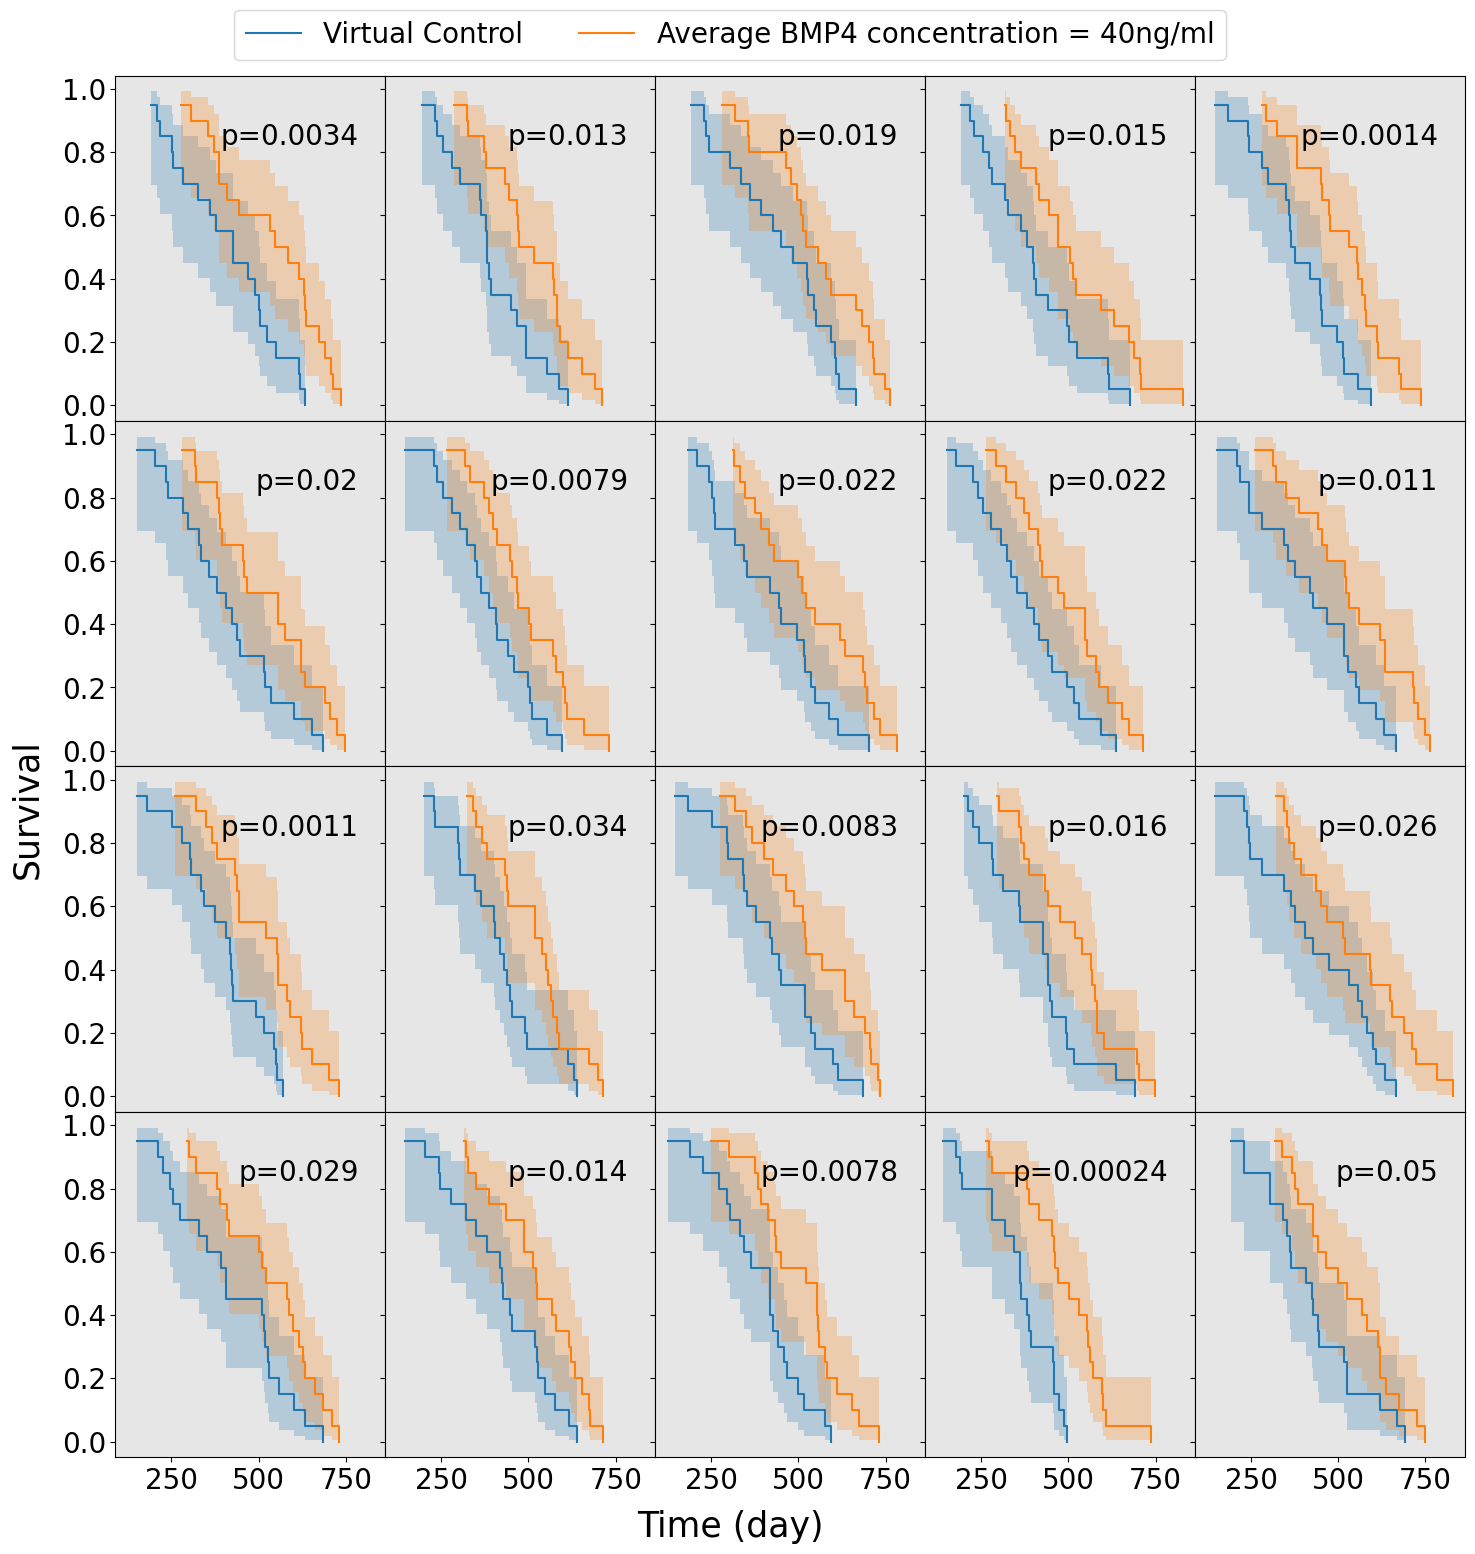 Virtual Control   Average BMP4 concentration = 40ng/ml
1.0
0.8
0.6
0.4
0.2
0.0
p=0.0034
p=0.013
p=0.019
p=0.015
p=0.0014
1.0
0.8
0.6
0.4
0.2
0.0
p=0.02
p=0.0079
p=0.022
p=0.022
p=0.011
Survival
1.0
0.8
0.6
0.4
0.2
0.0
p=0.0011
p=0.034
p=0.0083
p=0.016
p=0.026
1.0
0.8
0.6
0.4
0.2
0.0
p=0.029
p=0.014
p=0.0078
p=0.00024
p=0.05
250 500 750 250 500 750 250 500 750 250 500 750 250 500 750
Time (day)